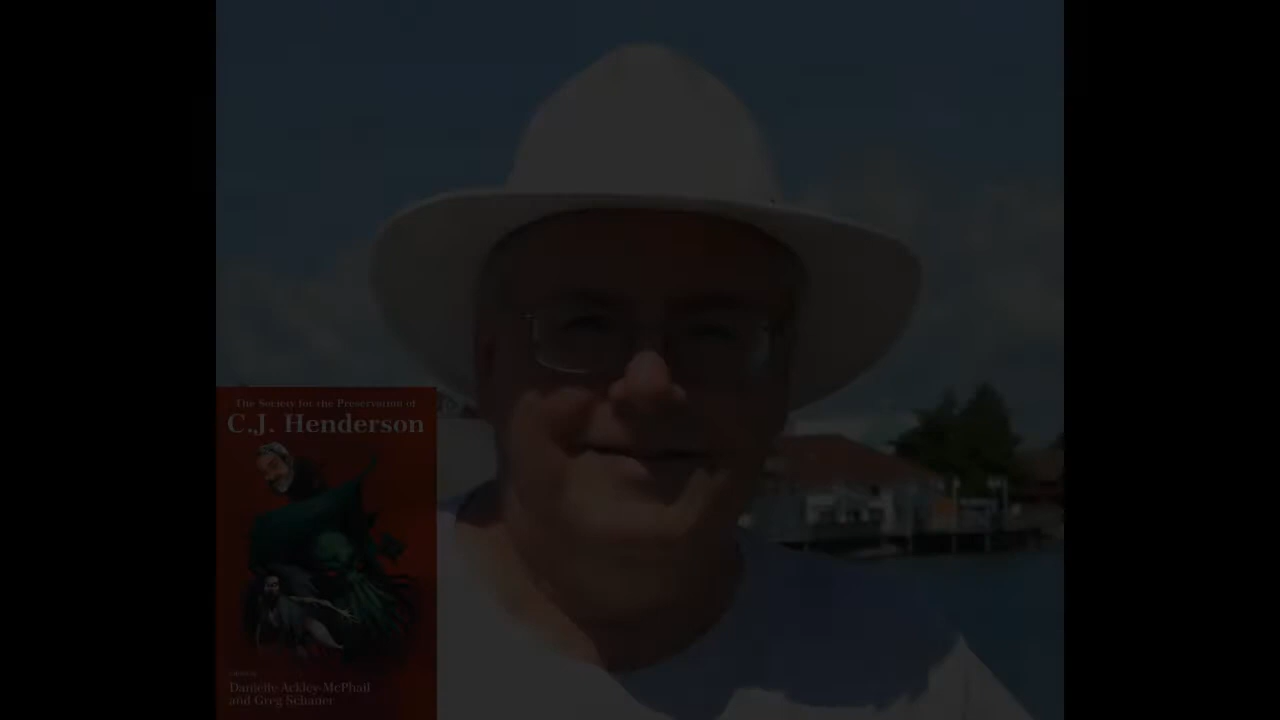 The Society for the Preservation of
C.J. Henderson
Danielle Ackley-McPhail
and Greg Schauer